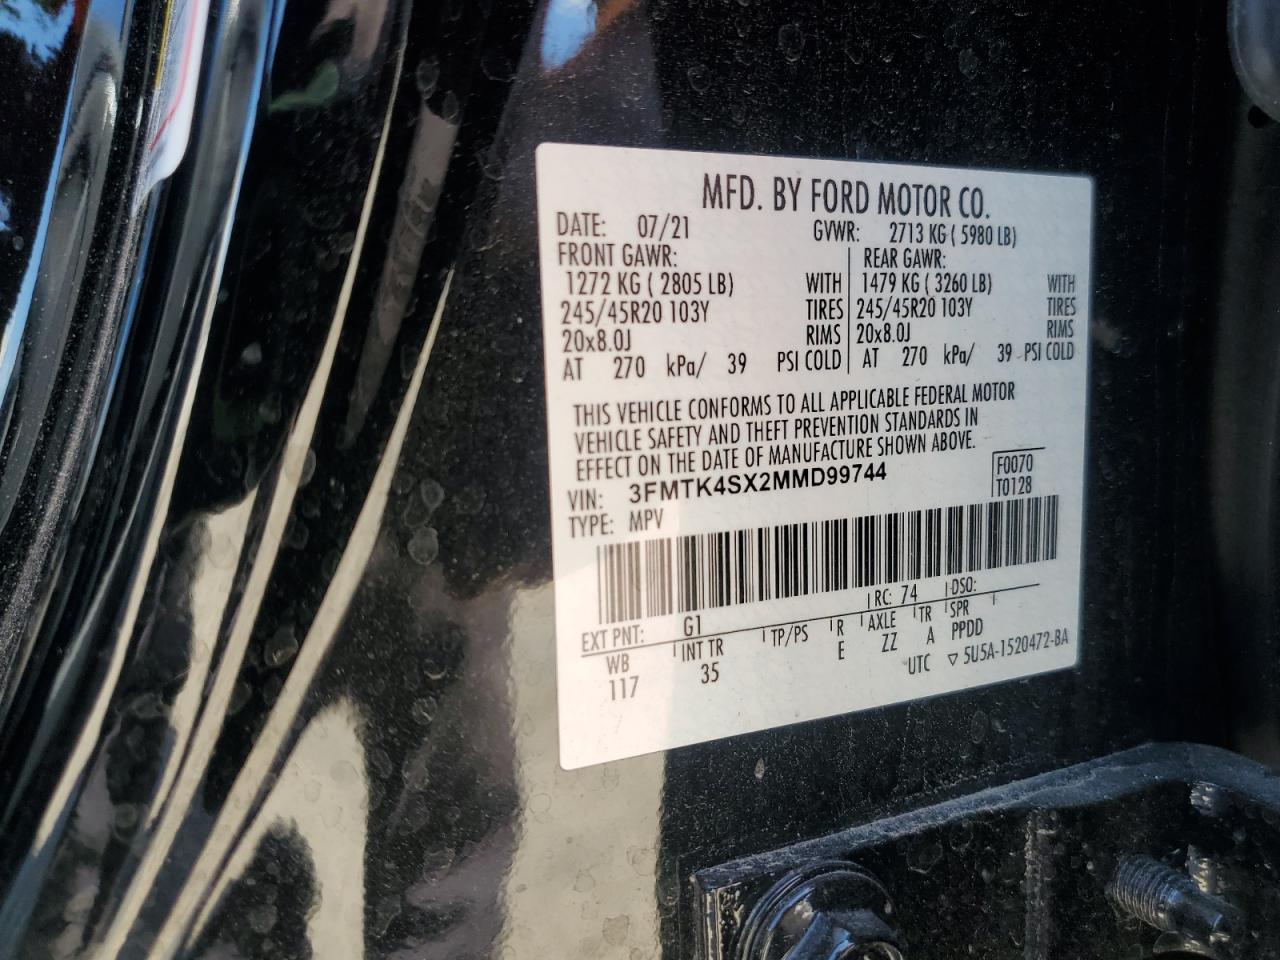 MFD. BY FORD MOTOR CO.
DATE: 07/21 GVWR: 2713 KG ( 5980 LB)
FRONT GAWR: REAR GAWR:
1272 KG ( 2805 LB) WITH 1479 KG ( 3260 LB) WITH
245/45R20 103Y TIRES 245/45R20 103Y TIRES
20x8.0J RIMS 20x8.0J RIMS
AT 270 kPa/ 39 PSI COLD AT 270 kPa/ 39 PSI COLD
THIS VEHICLE CONFORMS TO ALL APPLICABLE FEDERAL MOTOR
VEHICLE SAFETY AND THEFT PREVENTION STANDARDS IN
EFFECT ON THE DATE OF MANUFACTURE SHOWN ABOVE.
VIN: 3FMTK4SX2MMD99744 F0070
TYPE: MPV T0128
EXT PNT: G1 RC: 74 DSO:
WB INT TR TP/PS R AXLE TR SPR
117 35 E ZZ A PPDD
UTC ▽ 5U5A-1520472-BA